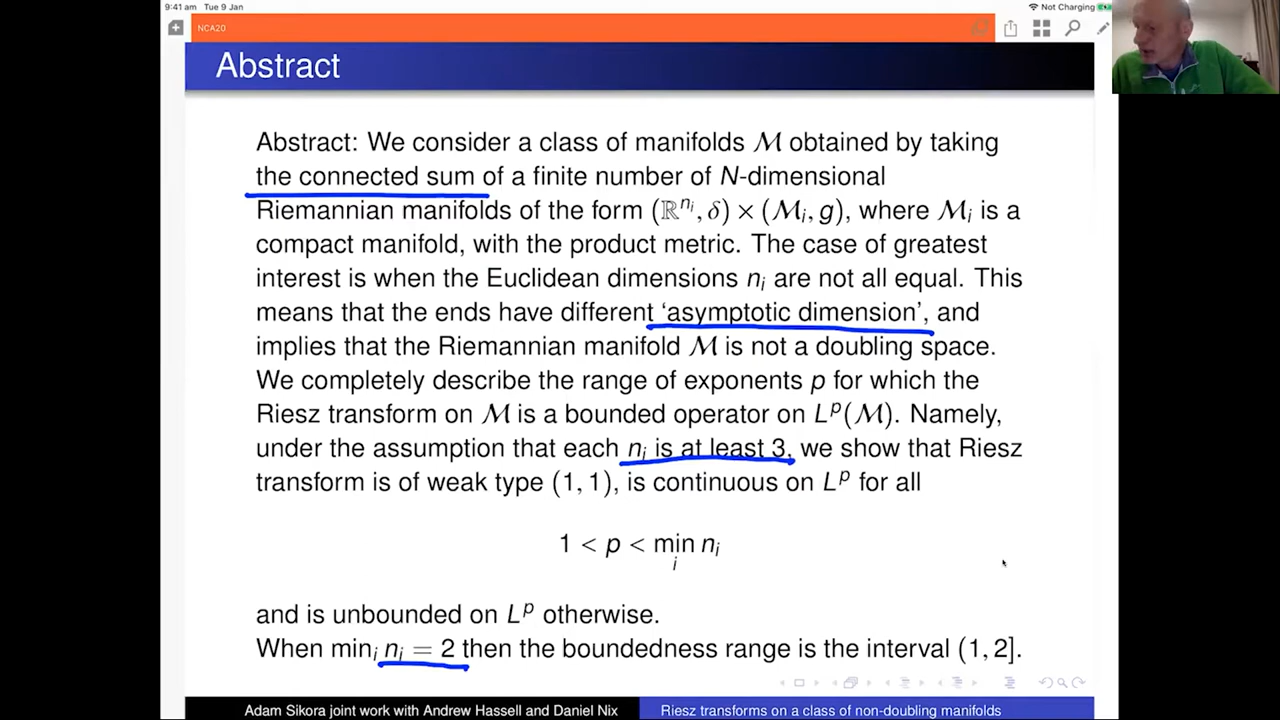 9:41 am Tue 9 Jan
Not Charging
NCA20
Abstract
Abstract: We consider a class of manifolds ℳ obtained by taking
the connected sum of a finite number of N-dimensional
Riemannian manifolds of the form (ℝ^{n_i}, δ) × (ℳ_i, g), where ℳ_i is a
compact manifold, with the product metric. The case of greatest
interest is when the Euclidean dimensions n_i are not all equal. This
means that the ends have different ‘asymptotic dimension’, and
implies that the Riemannian manifold ℳ is not a doubling space.
We completely describe the range of exponents p for which the
Riesz transform on ℳ is a bounded operator on L^p(ℳ). Namely,
under the assumption that each n_i is at least 3, we show that Riesz
transform is of weak type (1, 1), is continuous on L^p for all
1 < p < min_i n_i
and is unbounded on L^p otherwise.
When min_i n_i = 2 then the boundedness range is the interval (1, 2].
Adam Sikora joint work with Andrew Hassell and Daniel Nix
Riesz transforms on a class of non-doubling manifolds